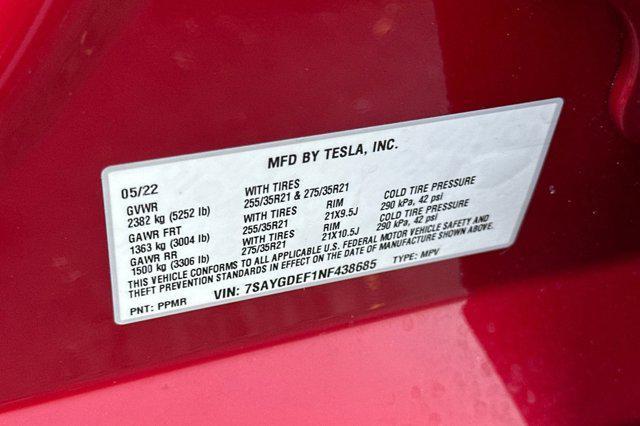 MFD BY TESLA, INC.
05/22
GVWR WITH TIRES COLD TIRE PRESSURE
2382 kg (5252 lb) 255/35R21 & 275/35R21 290 kPa, 42 psi
GAWR FRT WITH TIRES RIM COLD TIRE PRESSURE
1363 kg (3004 lb) 255/35R21 21X9.5J 290 kPa, 42 psi
GAWR RR WITH TIRES RIM
1500 kg (3306 lb) 275/35R21 21X10.5J
THIS VEHICLE CONFORMS TO ALL APPLICABLE U.S. FEDERAL MOTOR VEHICLE SAFETY AND
THEFT PREVENTION STANDARDS IN EFFECT ON THE DATE OF MANUFACTURE SHOWN ABOVE.
PNT: PPMR VIN: 7SAYGDEF1NF438685 TYPE: MPV